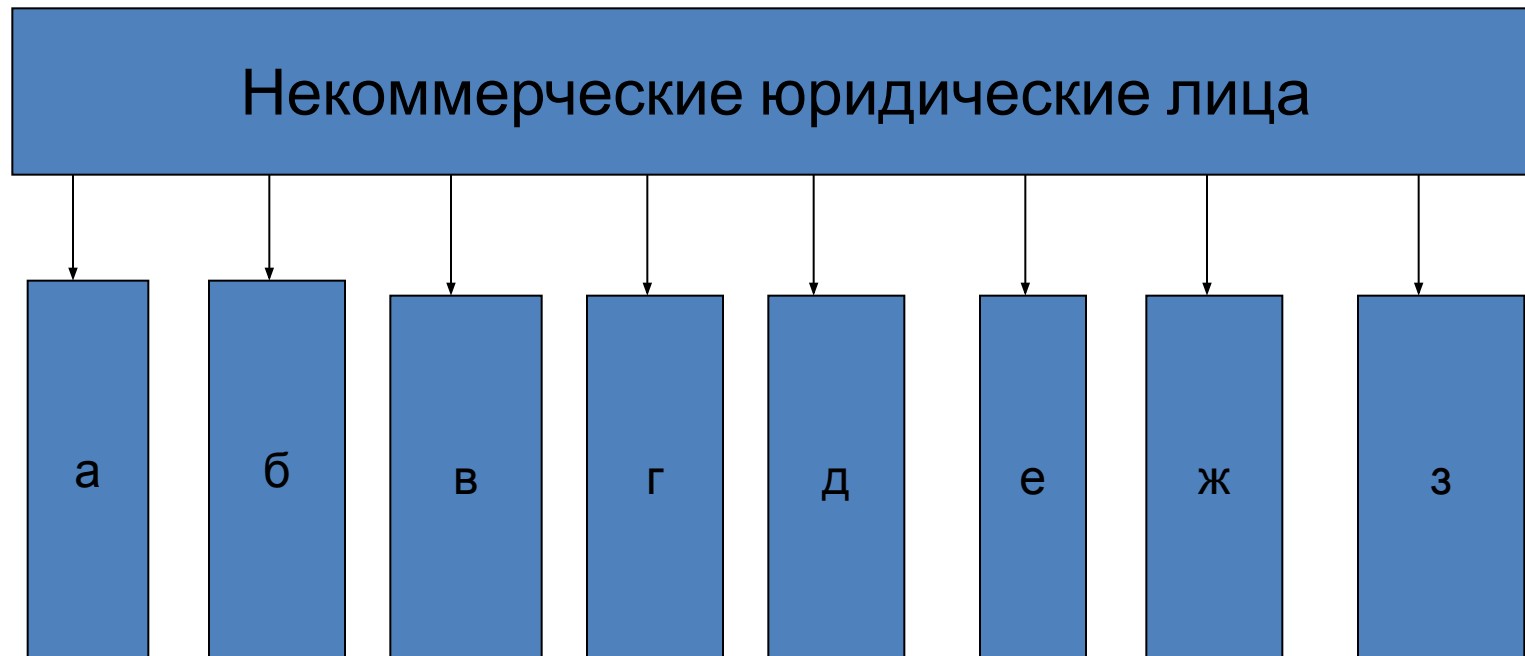 Некоммерческие юридические лица
а
б
в
г
д
е
ж
з